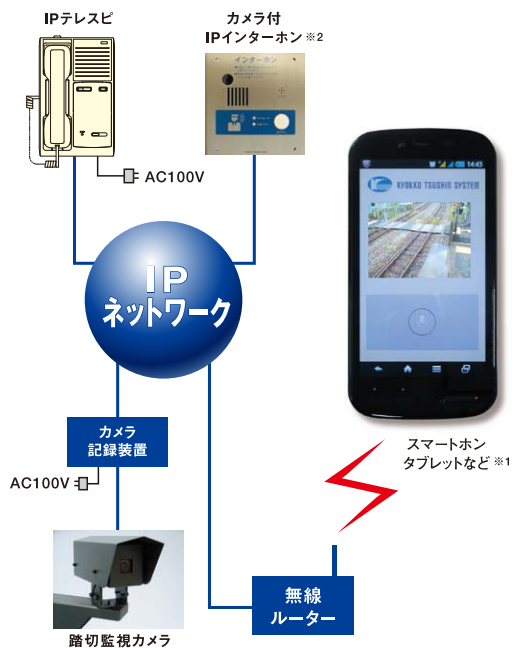 IPテレスピ
カメラ付
IPインターホン ※2
インターホン
AC100V
14:43
KYOKKO TSUSHIN SYSTEM
IP
ネットワーク
カメラ
記録装置
AC100V
スマートホン
タブレットなど ※1
無線
ルーター
踏切監視カメラ